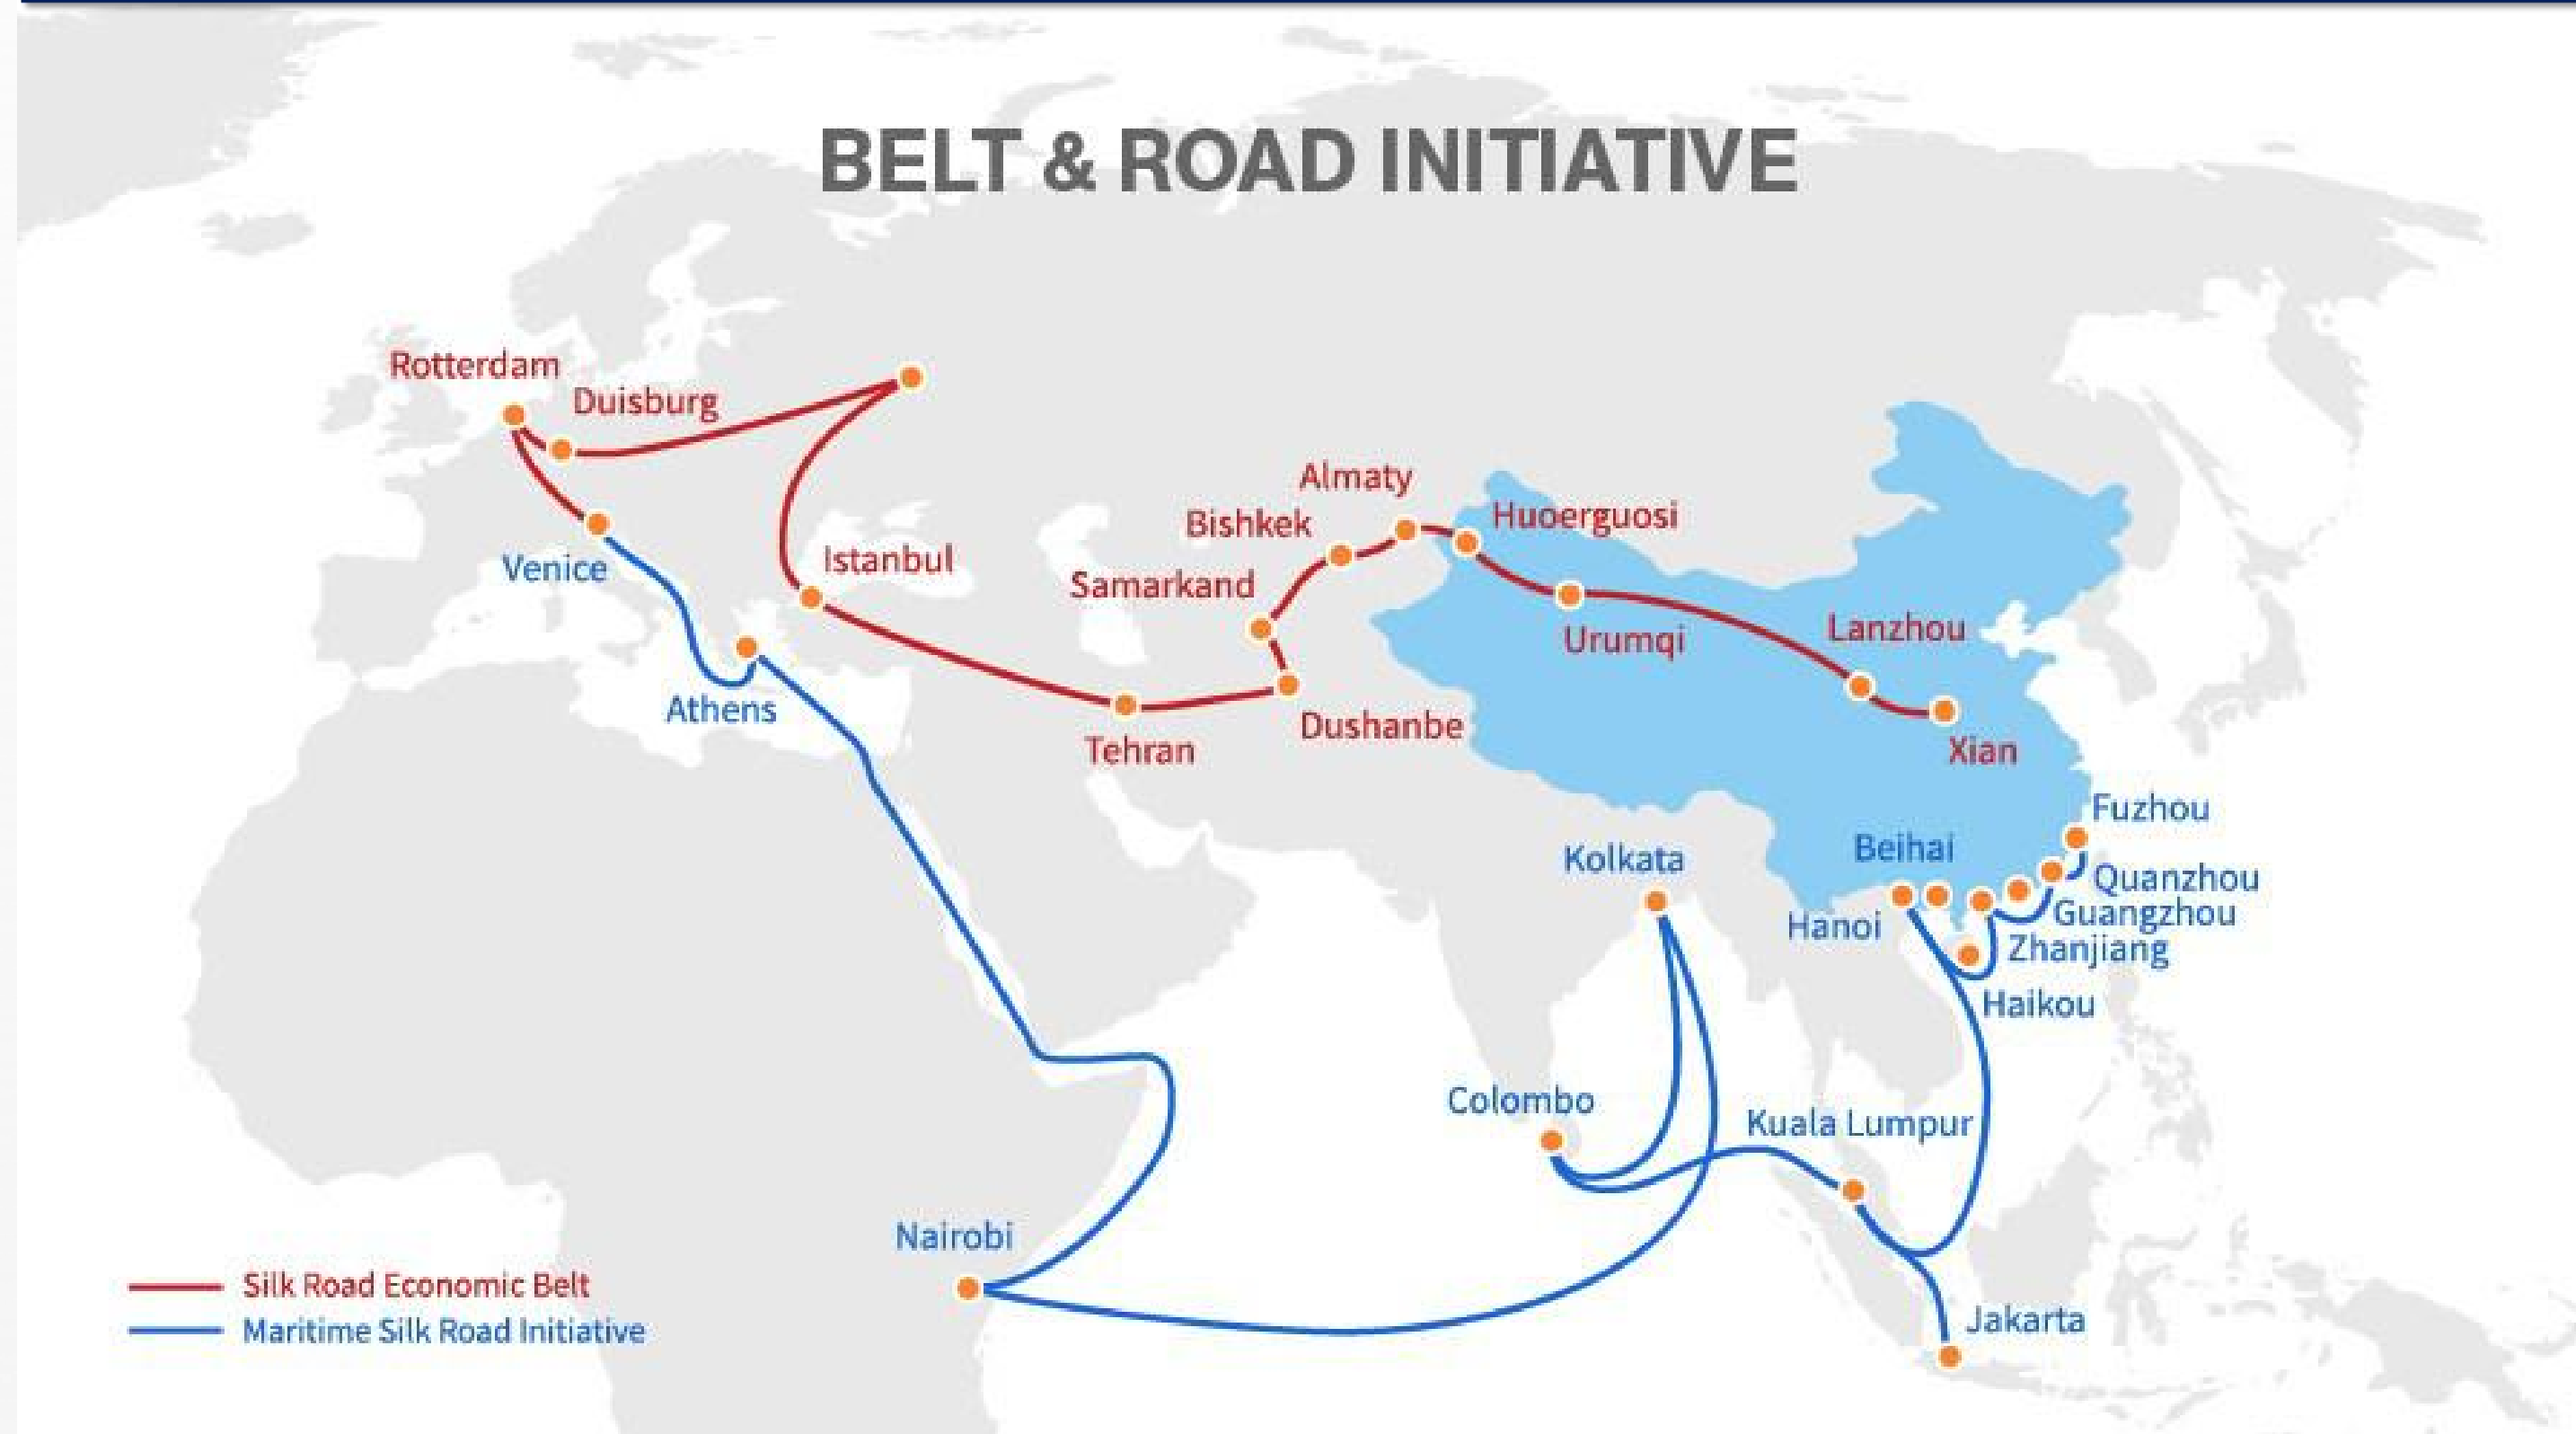 BELT & ROAD INITIATIVE
Rotterdam
Duisburg
Almaty
Bishkek
Huoerguosi
Istanbul
Venice
Samarkand
Lanzhou
Urumqi
Athens
Dushanbe
Tehran
Xian
Fuzhou
Beihai
Kolkata
Quanzhou
Guangzhou
Hanoi
Zhanjiang
Haikou
Colombo
Kuala Lumpur
Nairobi
Silk Road Economic Belt
Maritime Silk Road Initiative
Jakarta